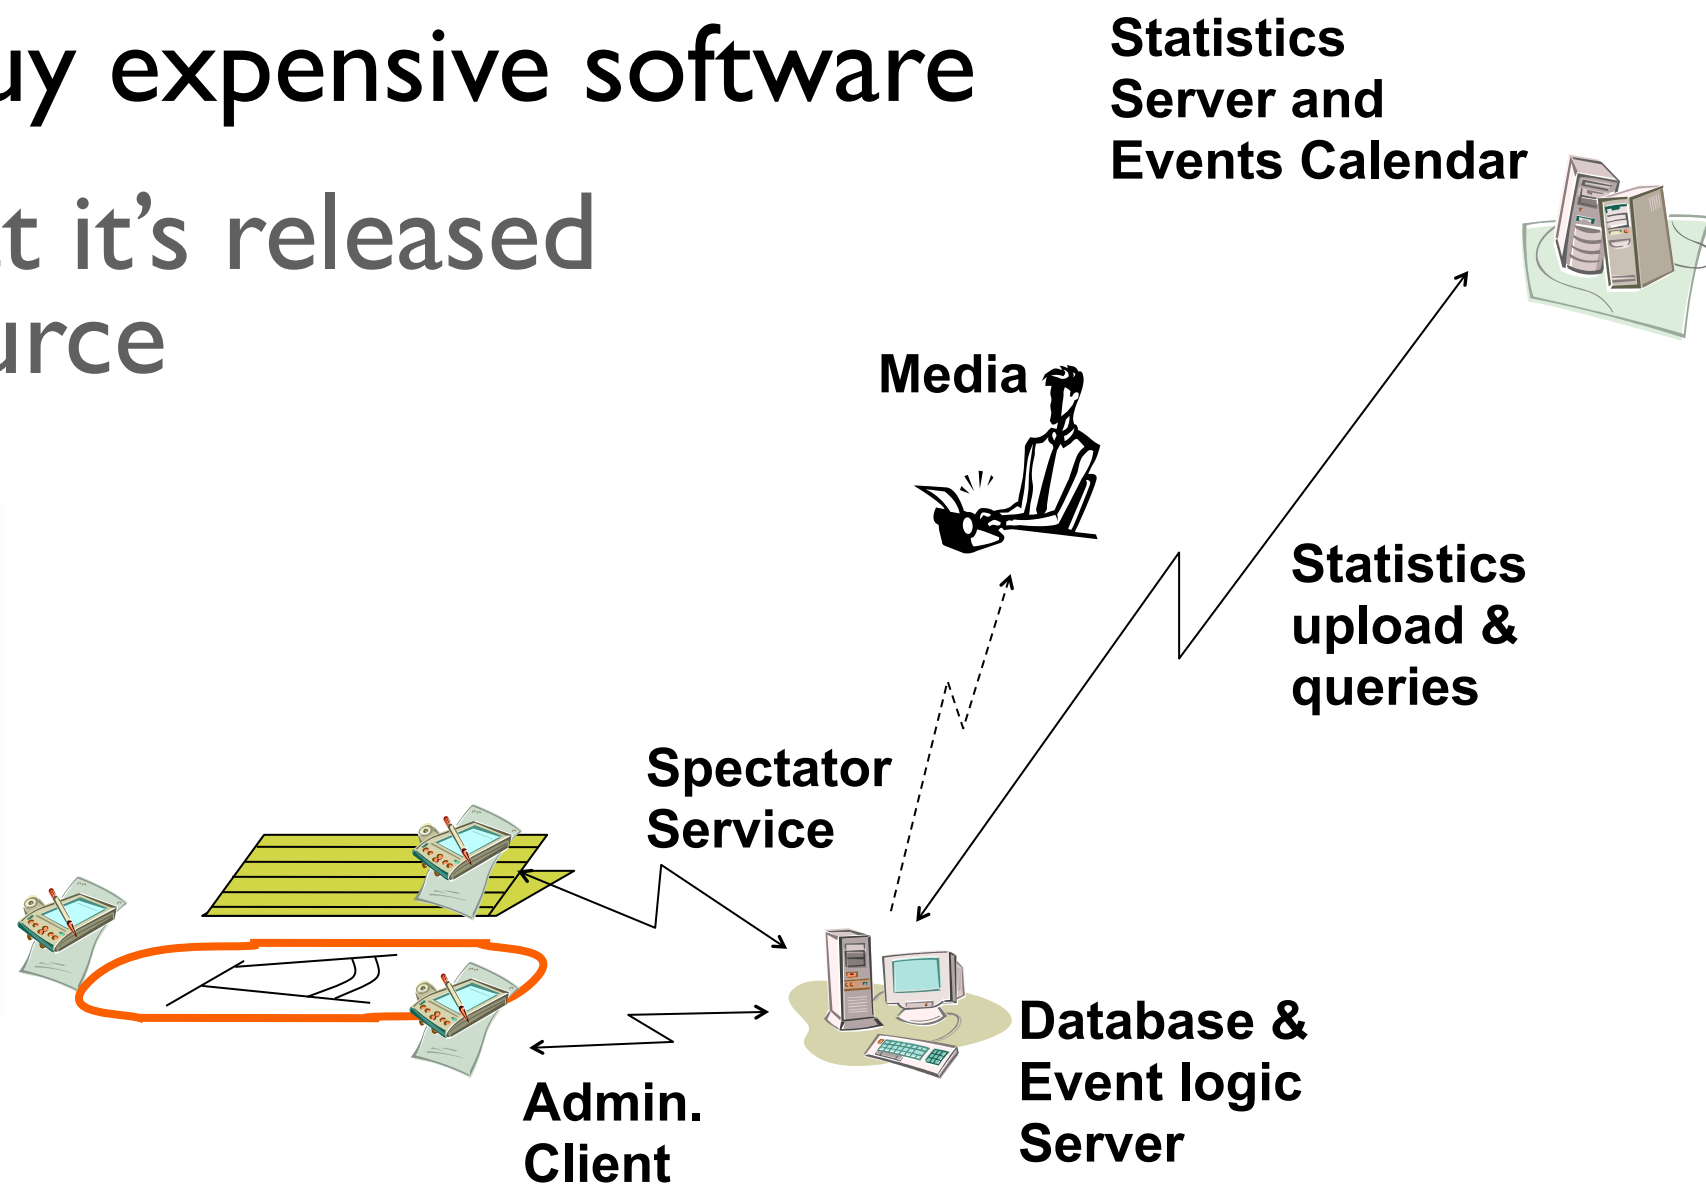 uy expensive software
t it's released
urce
Statistics
Server and
Events Calendar
Media
Statistics
upload &
queries
Spectator
Service
Database &
Event logic
Server
Admin.
Client